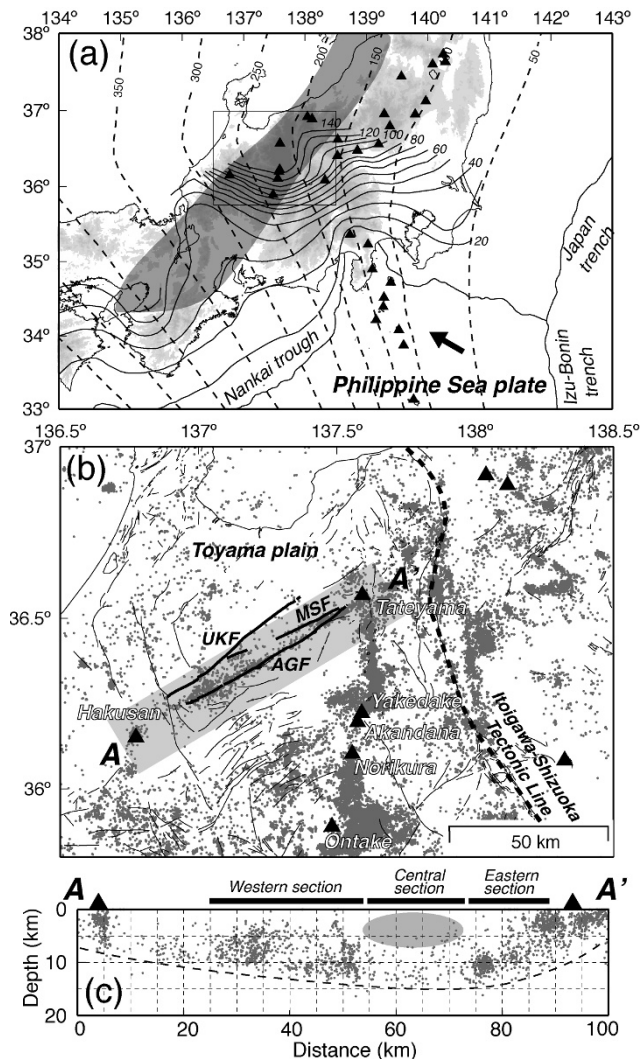 134° 135° 136° 137° 138° 139° 140° 141° 142° 143°
38°
37°
36°
35°
34°
33°
(a)
350
300
250
200
150
50
140
120
100
80
60
40
20
Japan trench
Izu-Bonin trench
Nankai trough
Philippine Sea plate
136.5° 137° 137.5° 138° 138.5°
37°
36.5°
36°
(b)
Toyama plain
A'
Tateyama
MSF
UKF
AGF
Hakusan
A
Yakedake
Akandana
Norikura
Ontake
Itoigawa-Shizuoka
Tectonic Line
50 km
A
Western section
Central section
Eastern section
A'
Depth (km)
0
10
20
(c)
0 20 40 60 80 100
Distance (km)